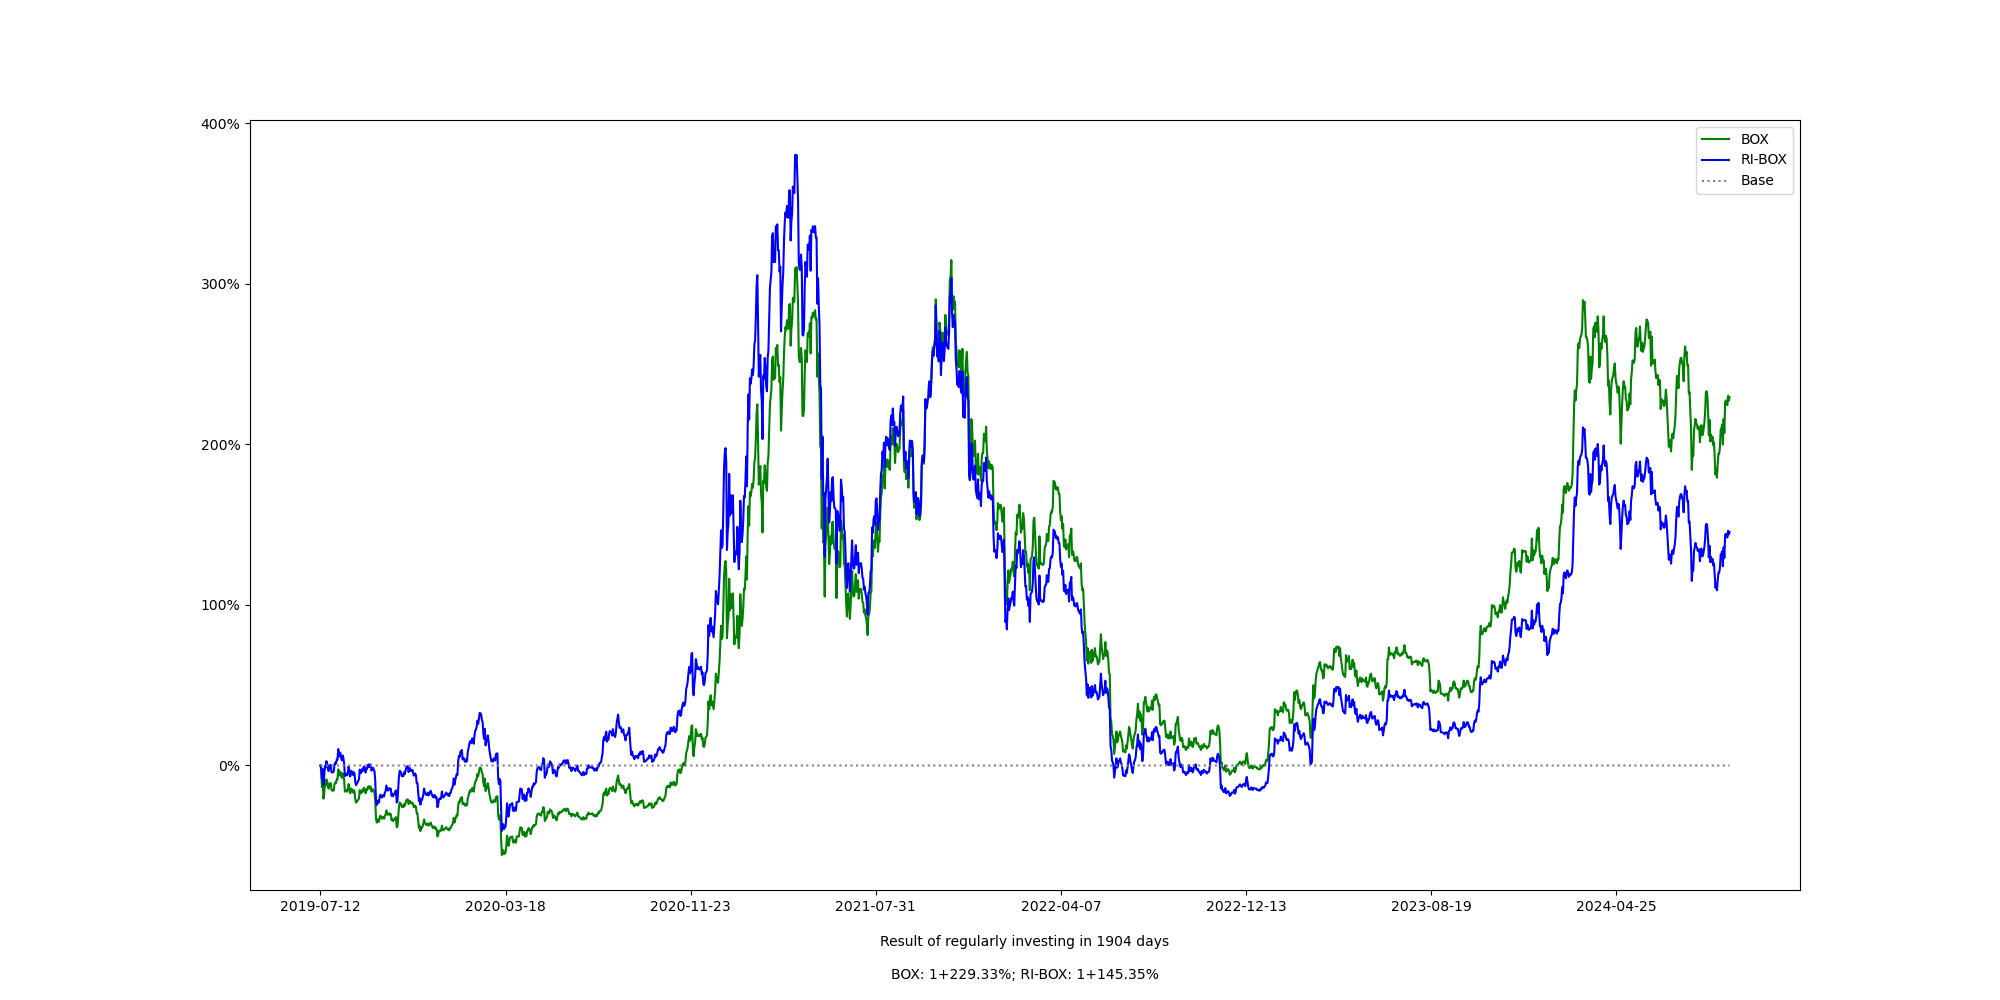 400%
300%
200%
100%
0%
BOX
RI-BOX
Base
2019-07-12 2020-03-18 2020-11-23 2021-07-31 2022-04-07 2022-12-13 2023-08-19 2024-04-25
Result of regularly investing in 1904 days
BOX: 1+229.33%; RI-BOX: 1+145.35%